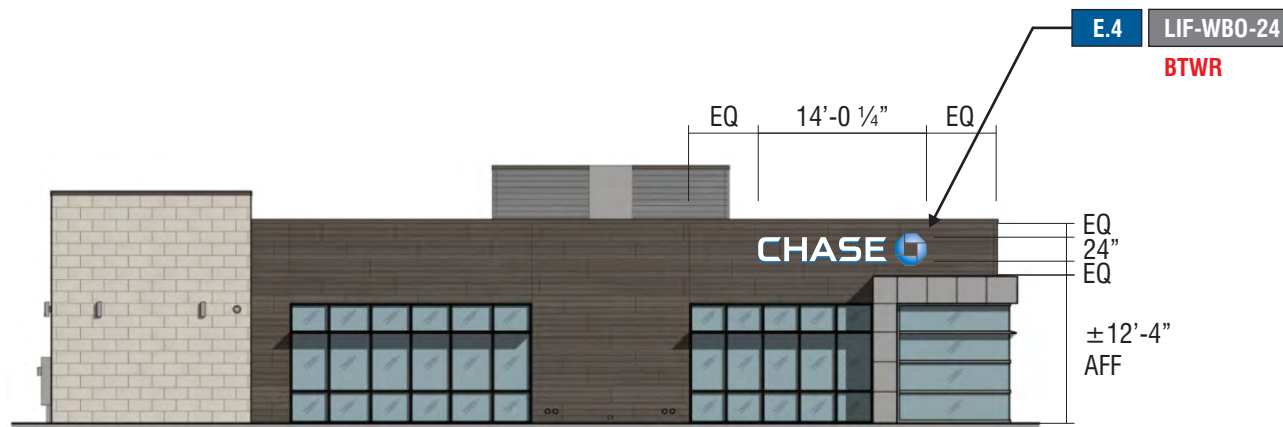 E.4 LIF-WBO-24
BTWR
EQ 14’-0 ¼” EQ
EQ
24”
EQ
CHASE
±12’-4”
AFF